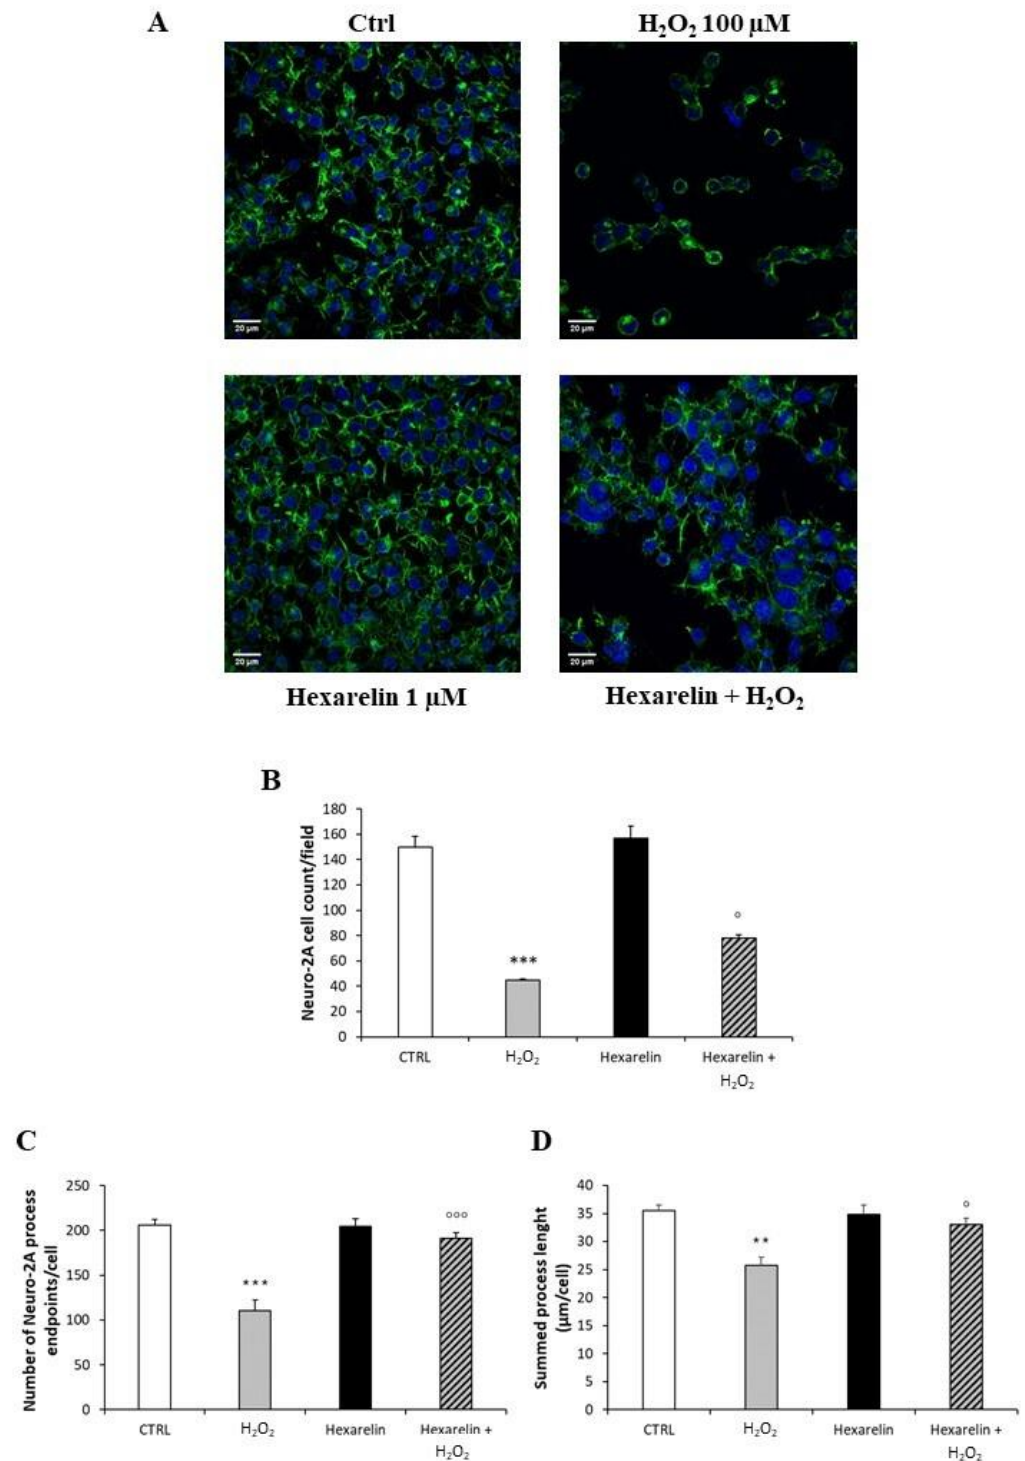 A
Ctrl
H₂O₂ 100 µM
20 µm
20 µm
20 µm
20 µm
Hexarelin 1 µM
Hexarelin + H₂O₂
B
Neuro-2A cell count/field
180
160
140
120
100
80
60
40
20
0
***
°
CTRL
H₂O₂
Hexarelin
Hexarelin +
H₂O₂
C
Number of Neuro-2A process
endpoints/cell
250
200
150
100
50
0
***
°°°
CTRL
H₂O₂
Hexarelin
Hexarelin +
H₂O₂
D
Summed process lenght
(µm/cell)
40
35
30
25
20
15
10
5
0
**
°
CTRL
H₂O₂
Hexarelin
Hexarelin +
H₂O₂